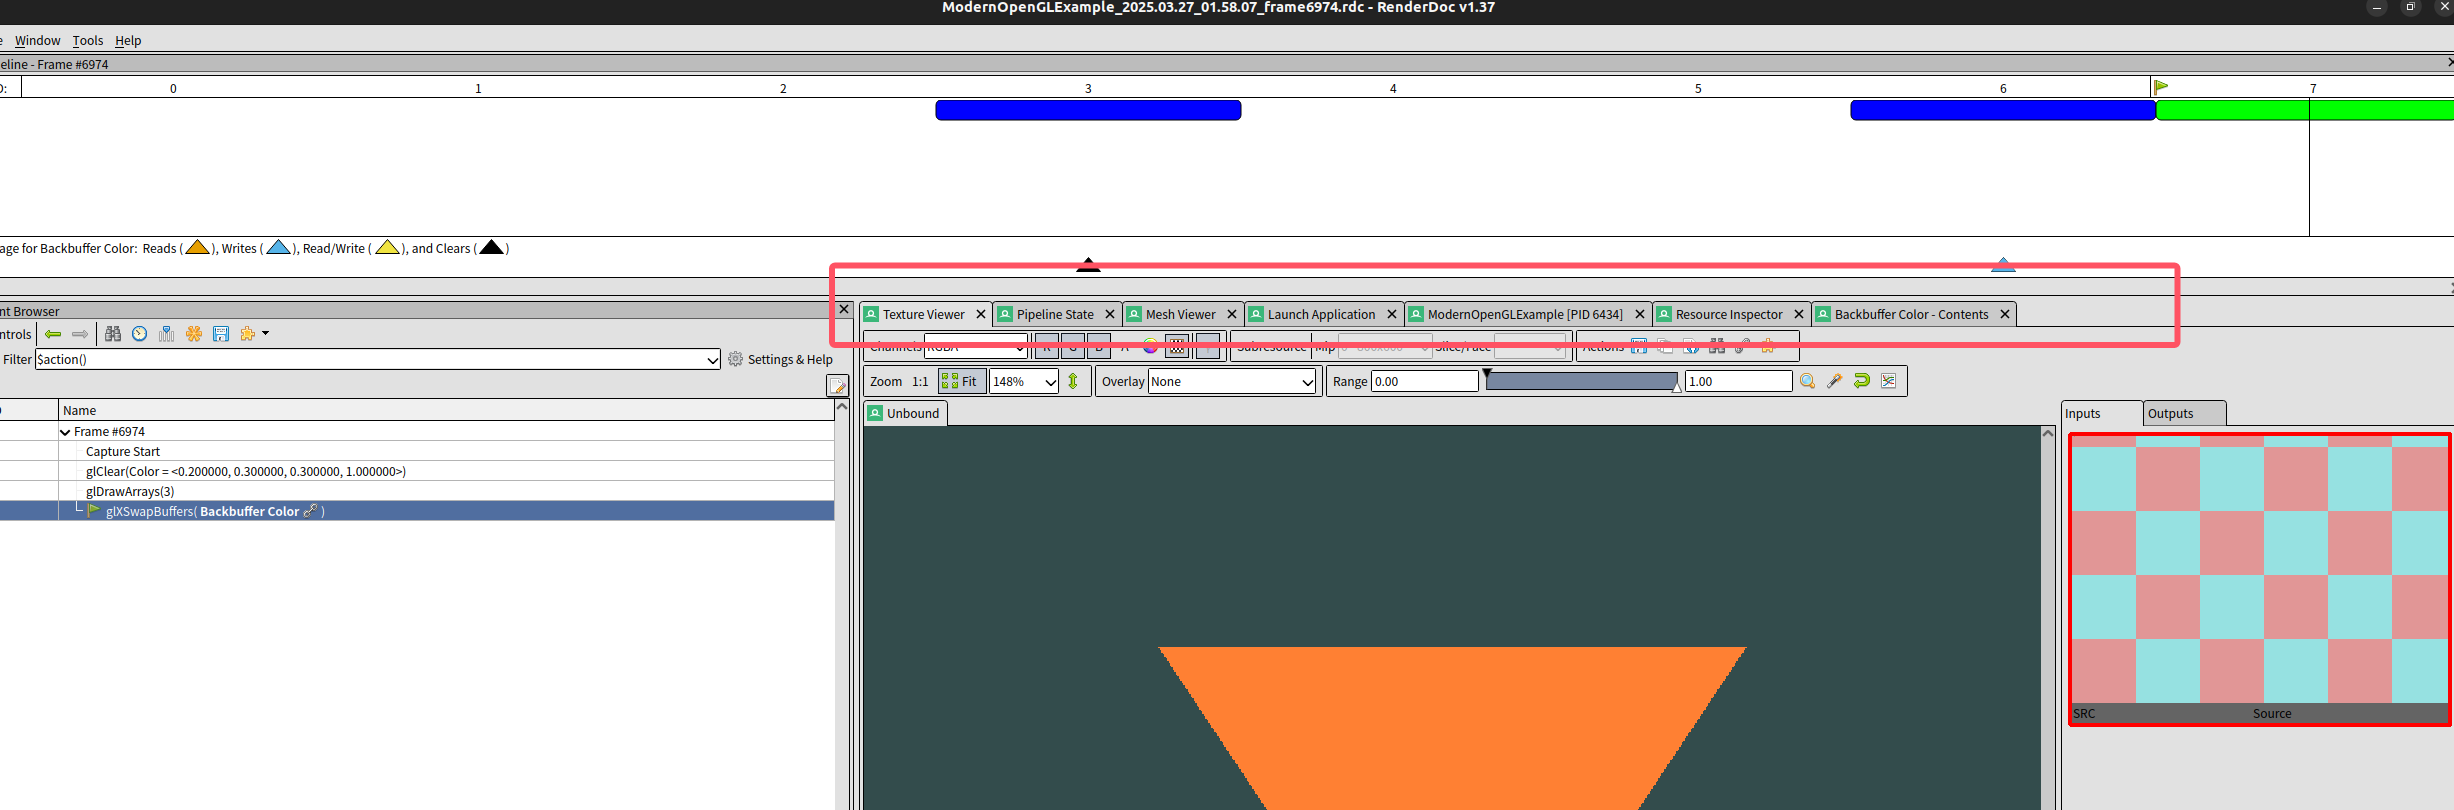 ModernOpenGLExample_2025.03.27_01.58.07_frame6974.rdc - RenderDoc v1.37
Window Tools Help
eline - Frame #6974
0 1 2 3 4 5 6 7
age for Backbuffer Color: Reads ( ), Writes ( ), Read/Write ( ), and Clears ( )
nt Browser
ntrols
Filter $action() Settings & Help
Name
Frame #6974
Capture Start
glClear(Color = <0.200000, 0.300000, 0.300000, 1.000000>)
glDrawArrays(3)
glXSwapBuffers( Backbuffer Color )
Texture Viewer Pipeline State Mesh Viewer Launch Application ModernOpenGLExample [PID 6434] Resource Inspector Backbuffer Color - Contents
Channels RGBA R G B A Subresource Mip Slice/Face Actions
Zoom 1:1 Fit 148% Overlay None Range 0.00 1.00
Unbound
Inputs Outputs
SRC Source